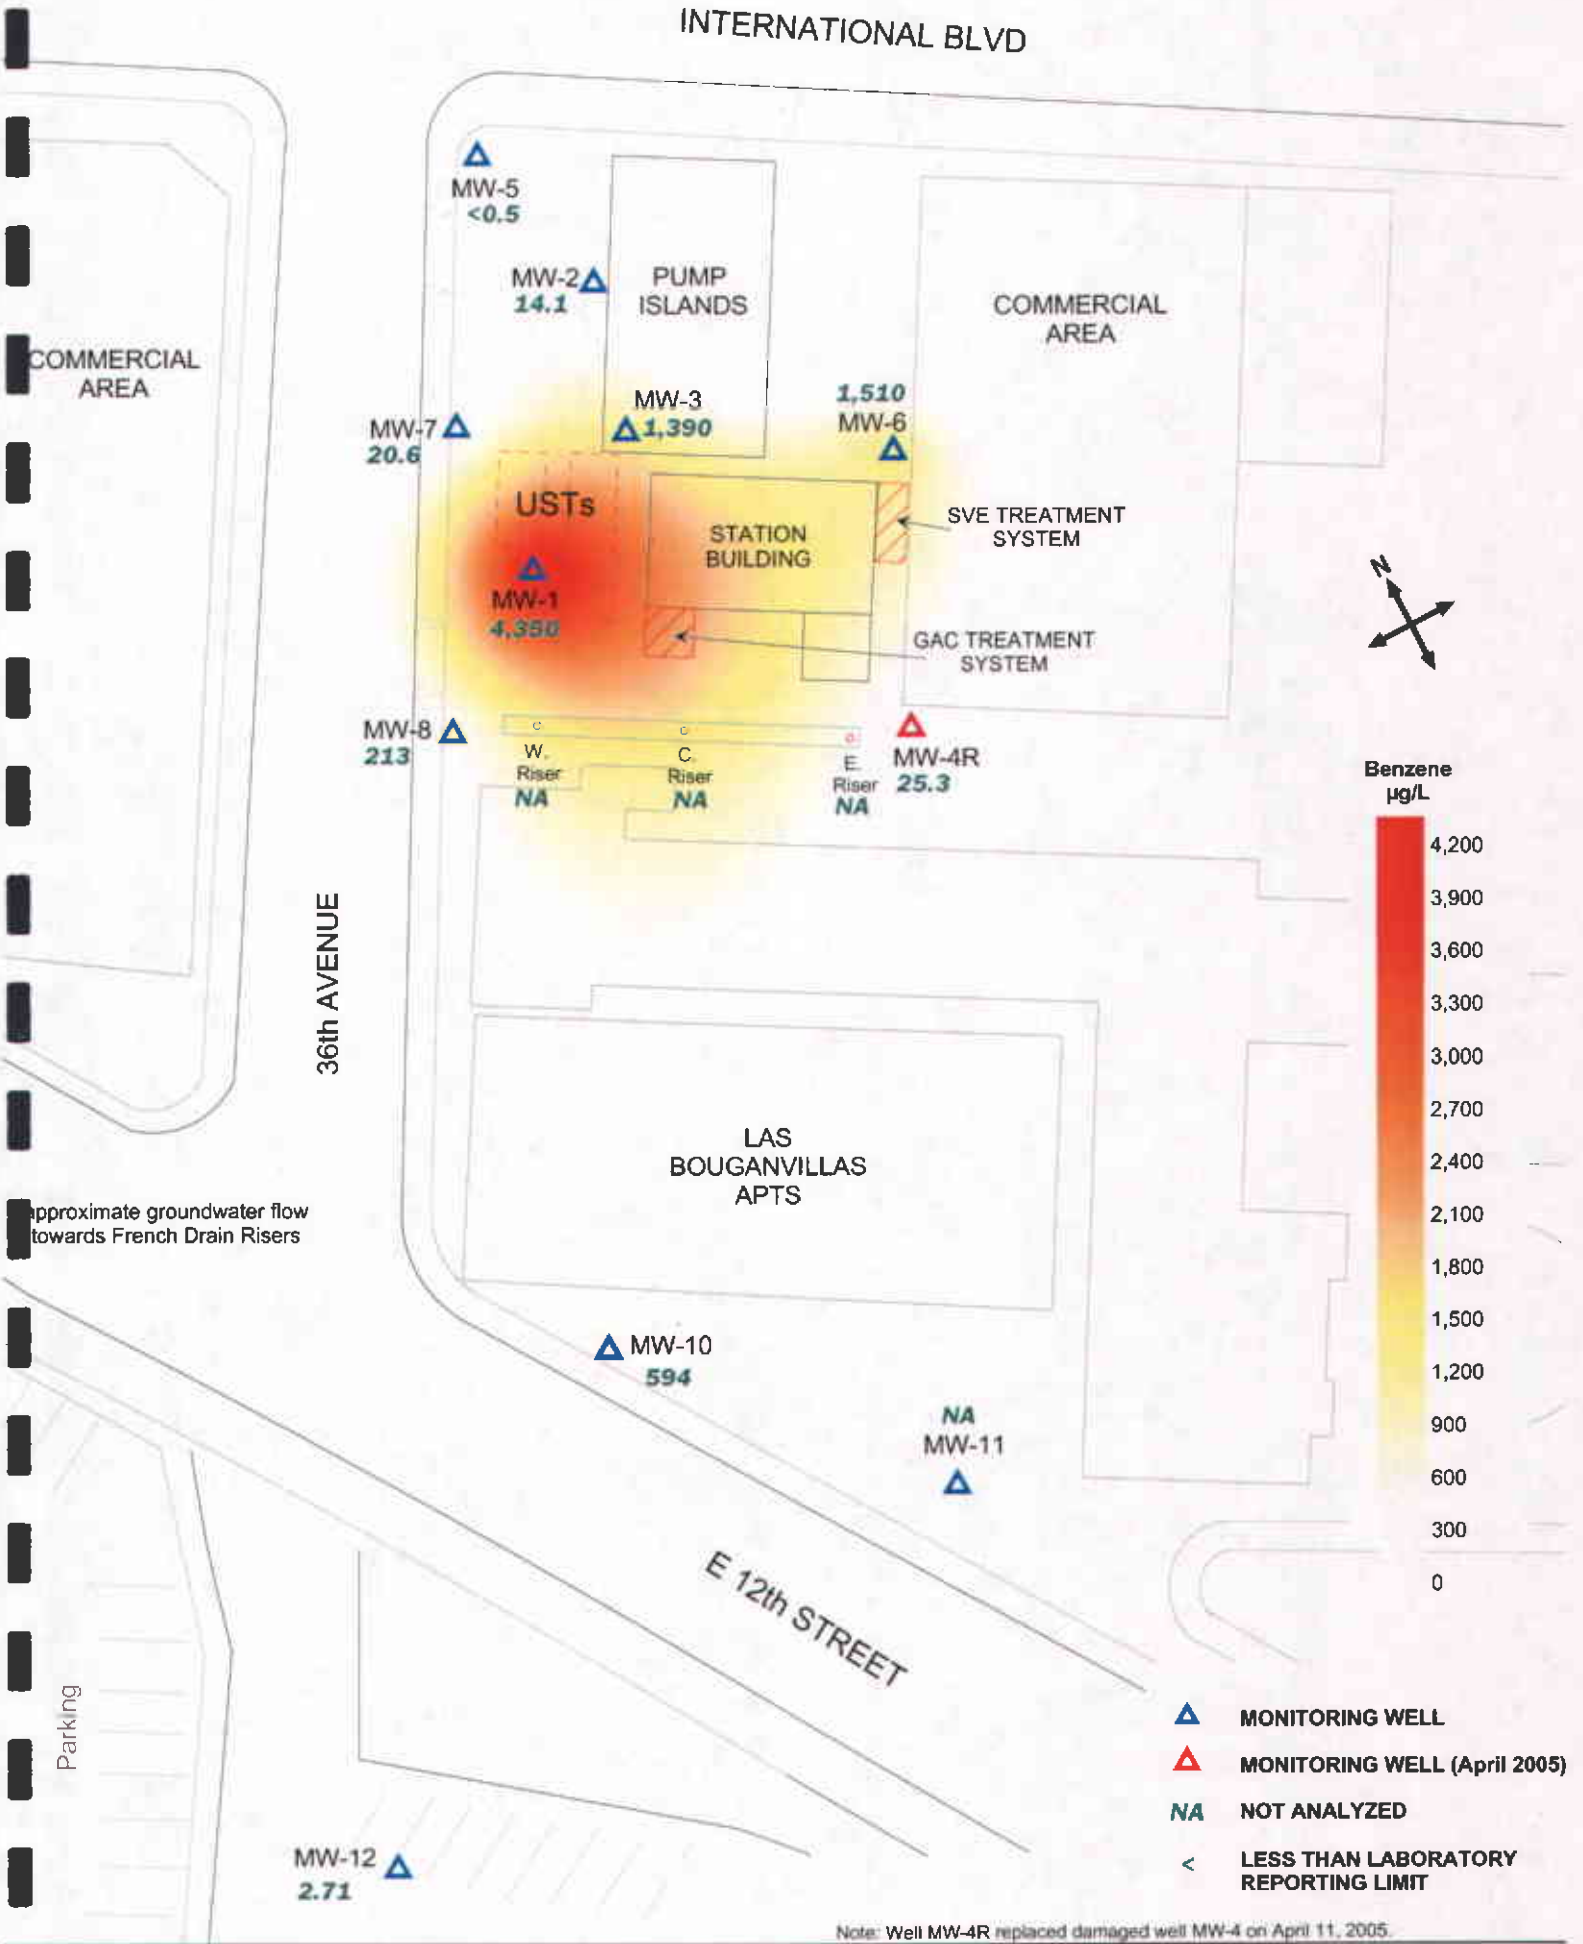 INTERNATIONAL BLVD
MW-5
<0.5
MW-2
14.1
PUMP
ISLANDS
COMMERCIAL
AREA
COMMERCIAL
AREA
MW-7
20.6
MW-3
1,390
1,510
MW-6
USTs
STATION
BUILDING
SVE TREATMENT
SYSTEM
MW-1
4,350
GAC TREATMENT
SYSTEM
N
MW-8
213
W.
Riser
NA
C.
Riser
NA
E.
Riser
NA
MW-4R
25.3
Benzene
µg/L
4,200
3,900
3,600
3,300
3,000
2,700
2,400
2,100
1,800
1,500
1,200
900
600
300
0
36th AVENUE
LAS
BOUGANVILLAS
APTS
approximate groundwater flow
towards French Drain Risers
MW-10
594
NA
MW-11
E 12th STREET
Parking
MW-12
2.71
MONITORING WELL
MONITORING WELL (April 2005)
NA NOT ANALYZED
< LESS THAN LABORATORY
REPORTING LIMIT
Note: Well MW-4R replaced damaged well MW-4 on April 11, 2005.